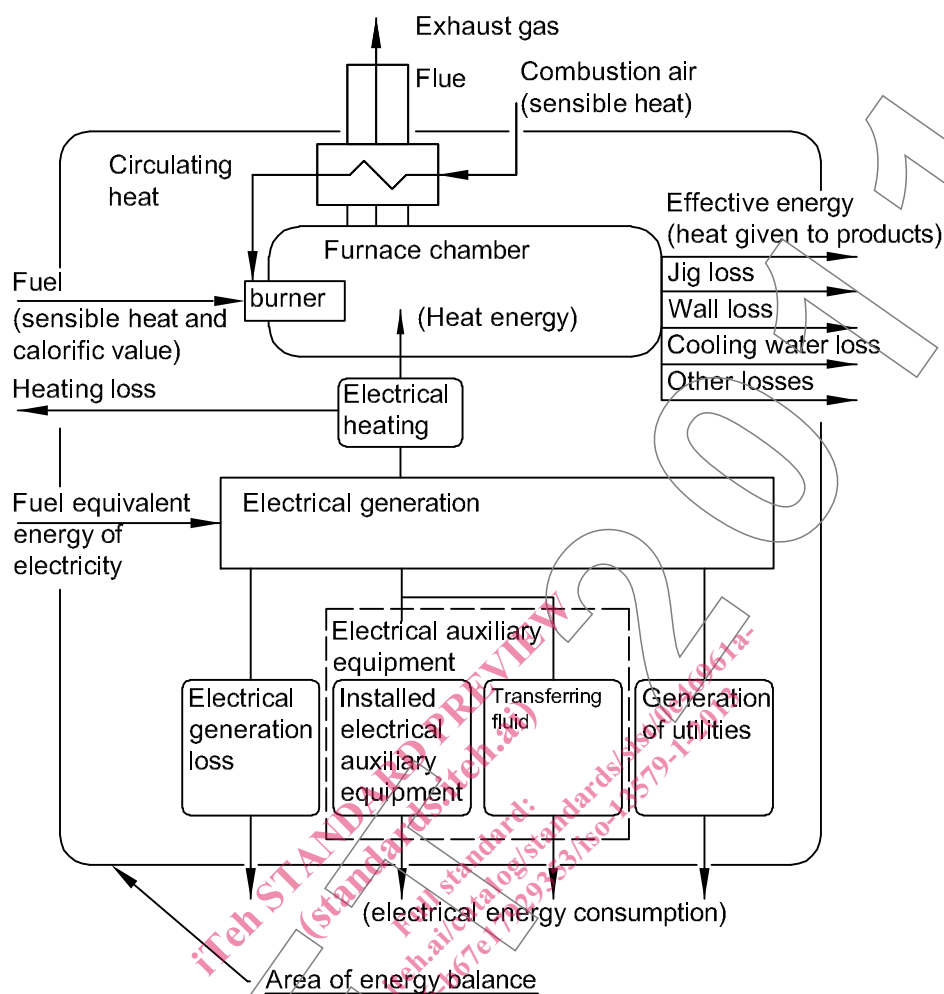 Exhaust gas
Flue
Combustion air
(sensible heat)
Circulating
heat
Effective energy
(heat given to products)
Furnace chamber
Jig loss
Fuel
burner
Wall loss
(sensible heat and
calorific value)
(Heat energy)
Cooling water loss
Heating loss
Electrical
heating
Other losses
Fuel equivalent
energy of
electricity
Electrical generation
Electrical auxiliary
equipment
Electrical
generation
loss
Installed
electrical
auxiliary
equipment
Transferring
fluid
Generation
of utilities
(electrical energy consumption)
Area of energy balance
iTeh STANDARD PREVIEW
(standards.iteh.ai)
Full standard: